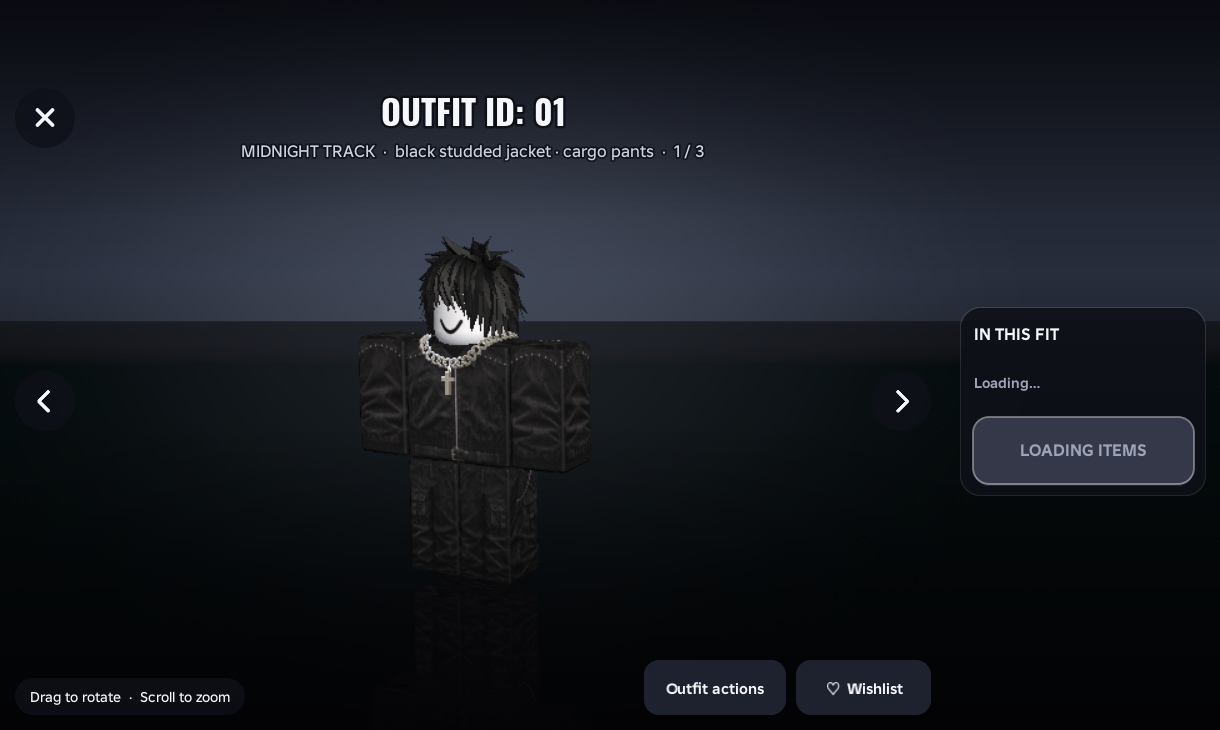 OUTFIT ID: 01
MIDNIGHT TRACK · black studded jacket · cargo pants · 1 / 3
IN THIS FIT
Loading...
LOADING ITEMS
Outfit actions
♡ Wishlist
Drag to rotate · Scroll to zoom